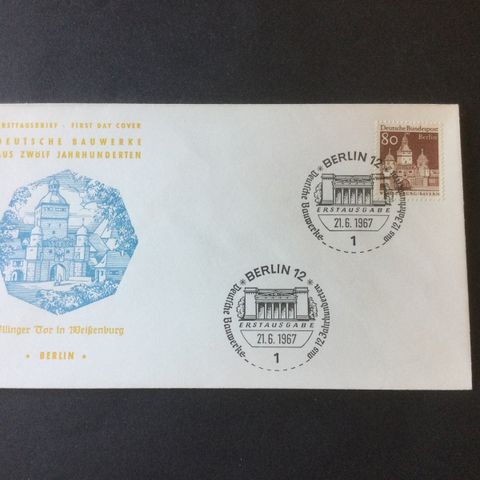 ERSTTAGSBRIEF · FIRST DAY COVER
DEUTSCHE BAUWERKE
AUS ZWÖLF JAHRHUNDERTEN
llinger Tor in Weißenburg
* BERLIN *
80
Deutsche Bundespost
Berlin
* BERLIN 12 *
Deutsche Bauwerke
aus 12 Jahrhunderten
ERSTAUSGABE
21.6.1967
1
* BERLIN 12 *
Deutsche Bauwerke
aus 12 Jahrhunderten
ERSTAUSGABE
21.6.1967
1